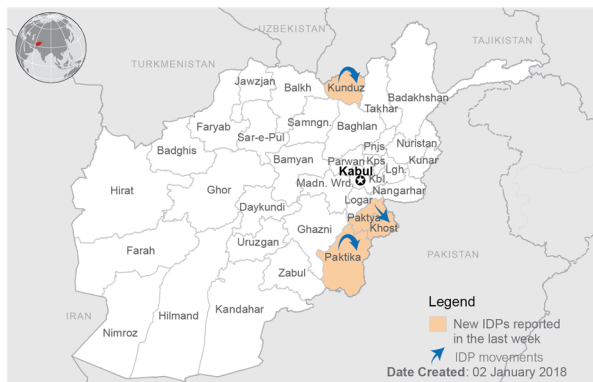 UZBEKISTAN
TAJIKISTAN
TURKMENISTAN
Jawzjan
Balkh
Kunduz
Badakhshan
Takhar
Faryab
Samngn.
Baghlan
Sar-e-Pul
Badghis
Pnjs.
Nuristan
Bamyan
Parwan
Kps.
Kunar
Kabul
Lgh.
Hirat
Ghor
Madn. Wrd.
Kbl.
Nangarhar
Daykundi
Logar
Paktya
Khost
Ghazni
Uruzgan
Farah
Paktika
PAKISTAN
Zabul
IRAN
Nimroz
Hilmand
Kandahar
Legend
New IDPs reported
in the last week
IDP movements
Date Created: 02 January 2018